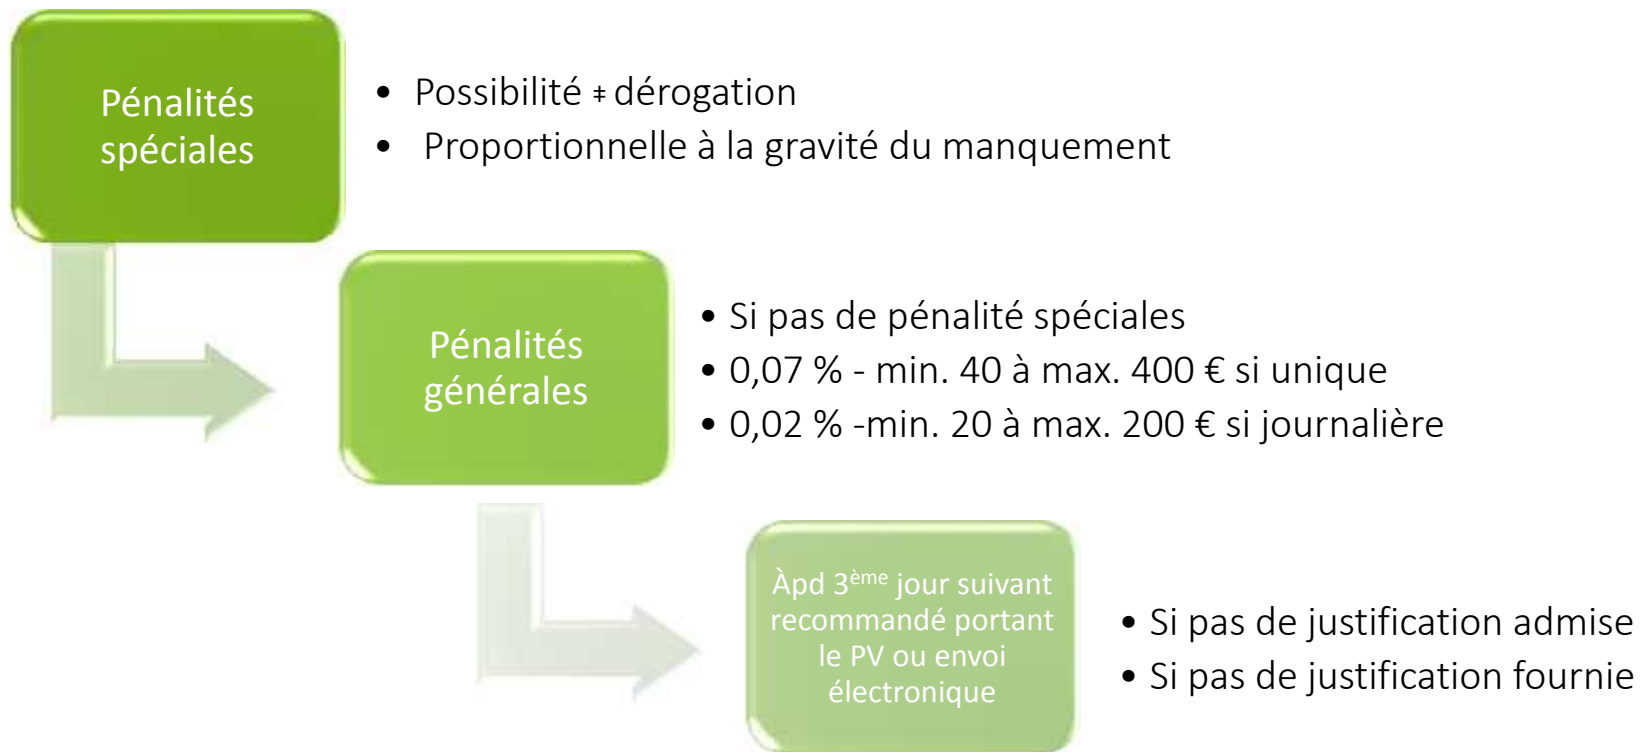 Pénalités
spéciales
• Possibilité ⧧ dérogation
• Proportionnelle à la gravité du manquement
Pénalités
générales
• Si pas de pénalité spéciales
• 0,07 % - min. 40 à max. 400 € si unique
• 0,02 % -min. 20 à max. 200 € si journalière
Àpd 3ème jour suivant
recommandé portant
le PV ou envoi
électronique
• Si pas de justification admise
• Si pas de justification fournie